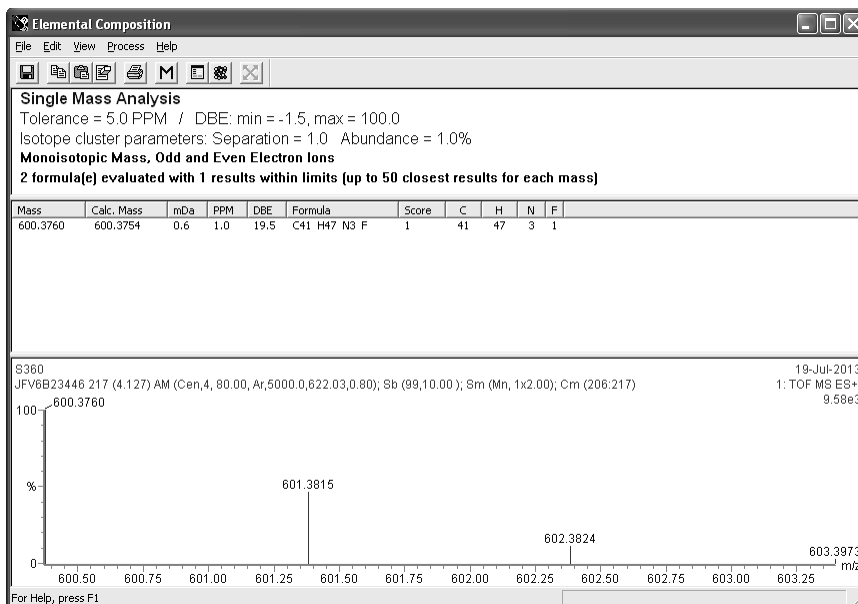 Elemental Composition
File Edit View Process Help
M
Single Mass Analysis
Tolerance = 5.0 PPM / DBE: min = -1.5, max = 100.0
Isotope cluster parameters: Separation = 1.0 Abundance = 1.0%
Monoisotopic Mass, Odd and Even Electron Ions
2 formula(e) evaluated with 1 results within limits (up to 50 closest results for each mass)
Mass Calc. Mass mDa PPM DBE Formula Score C H N F
600.3760 600.3754 0.6 1.0 19.5 C41 H47 N3 F 1 41 47 3 1
S360 19-Jul-2013
JFV6B23446 217 (4.127) AM (Cen,4, 80.00, Ar,5000.0,622.03,0.80); Sb (99,10.00 ); Sm (Mn, 1x2.00); Cm (206:217) 1: TOF MS ES+
9.58e3
100 600.3760
% 601.3815
602.3824
603.3973
0 m/z
600.50 600.75 601.00 601.25 601.50 601.75 602.00 602.25 602.50 602.75 603.00 603.25
For Help, press F1